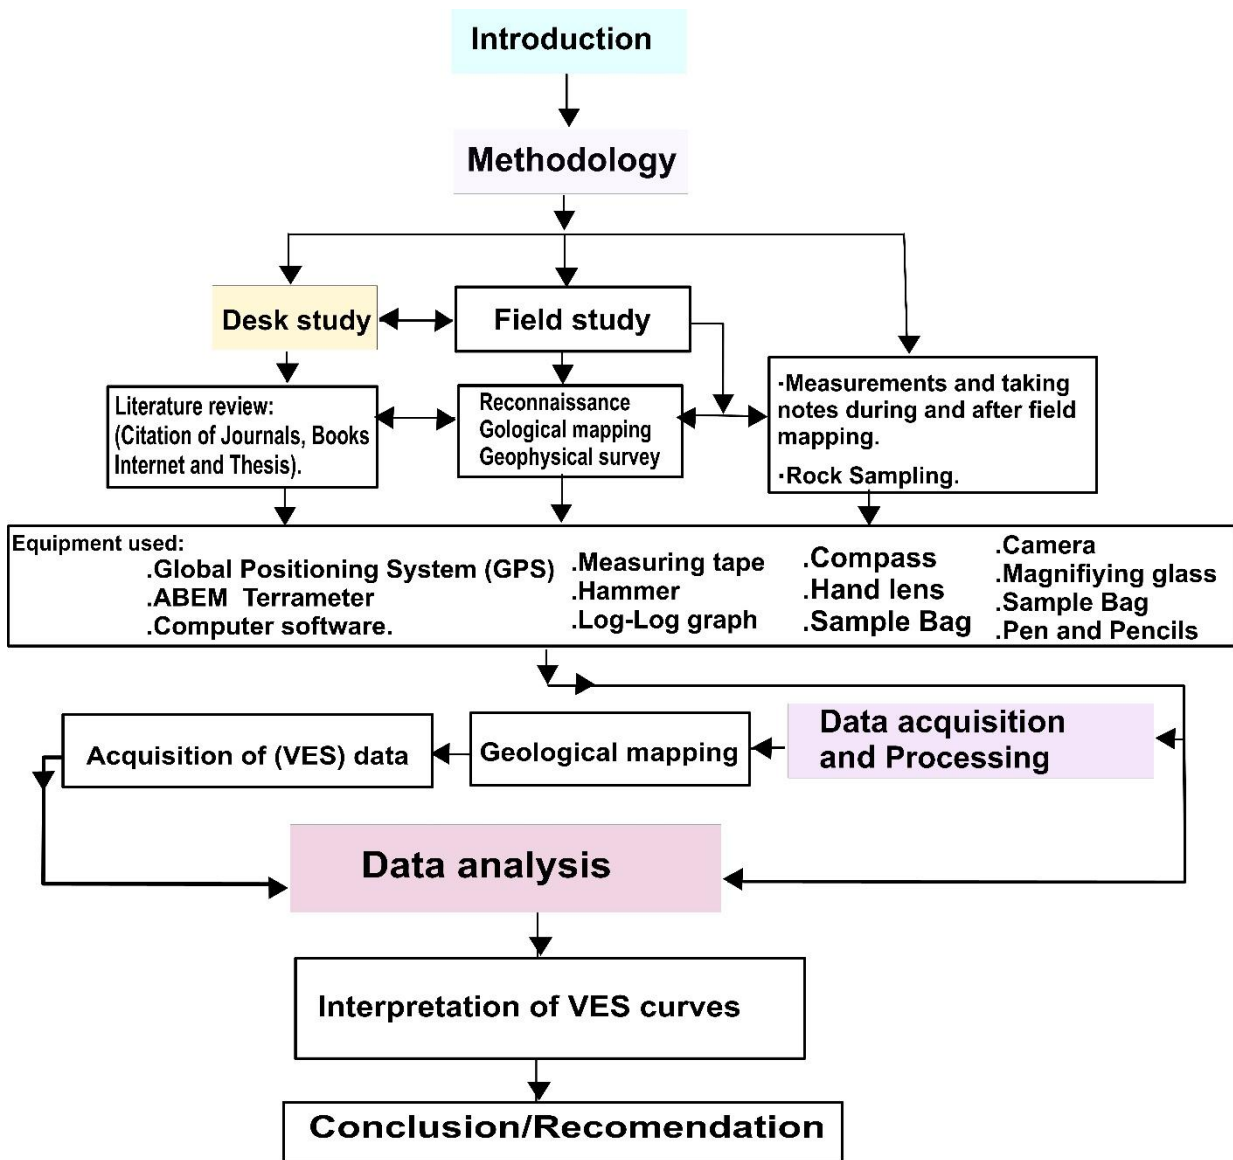 Introduction
Methodology
Desk study
Field study
Literature review:
(Citation of Journals, Books
Internet and Thesis).
Reconnaissance
Gological mapping
Geophysical survey
·Measurements and taking
notes during and after field
mapping.
·Rock Sampling.
Equipment used:
.Global Positioning System (GPS)
.ABEM Terrameter
.Computer software.
.Measuring tape
.Hammer
.Log-Log graph
.Compass
.Hand lens
.Sample Bag
.Camera
.Magnifiying glass
.Sample Bag
.Pen and Pencils
Data acquisition
and Processing
Geological mapping
Acquisition of (VES) data
Data analysis
Interpretation of VES curves
Conclusion/Recomendation